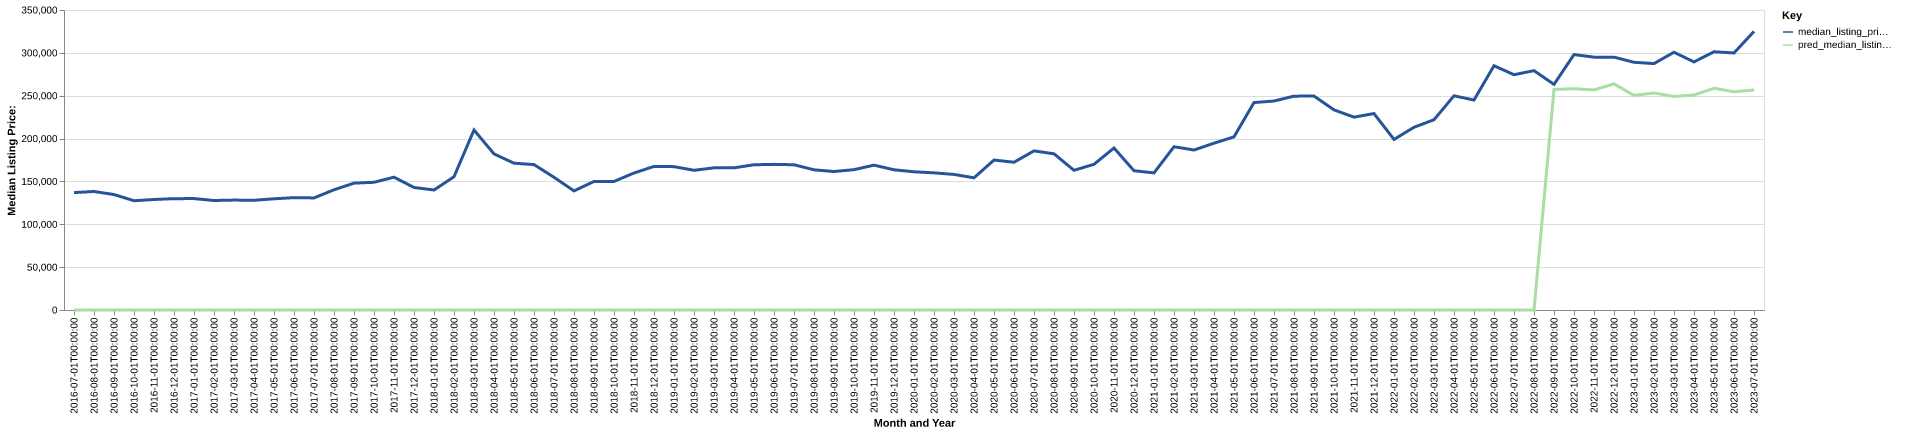 350,000
300,000
250,000
200,000
150,000
100,000
50,000
0
Median Listing Price:
2016-07-01T00:00:00
2016-08-01T00:00:00
2016-09-01T00:00:00
2016-10-01T00:00:00
2016-11-01T00:00:00
2016-12-01T00:00:00
2017-01-01T00:00:00
2017-02-01T00:00:00
2017-03-01T00:00:00
2017-04-01T00:00:00
2017-05-01T00:00:00
2017-06-01T00:00:00
2017-07-01T00:00:00
2017-08-01T00:00:00
2017-09-01T00:00:00
2017-10-01T00:00:00
2017-11-01T00:00:00
2017-12-01T00:00:00
2018-01-01T00:00:00
2018-02-01T00:00:00
2018-03-01T00:00:00
2018-04-01T00:00:00
2018-05-01T00:00:00
2018-06-01T00:00:00
2018-07-01T00:00:00
2018-08-01T00:00:00
2018-09-01T00:00:00
2018-10-01T00:00:00
2018-11-01T00:00:00
2018-12-01T00:00:00
2019-01-01T00:00:00
2019-02-01T00:00:00
2019-03-01T00:00:00
2019-04-01T00:00:00
2019-05-01T00:00:00
2019-06-01T00:00:00
2019-07-01T00:00:00
2019-08-01T00:00:00
2019-09-01T00:00:00
2019-10-01T00:00:00
2019-11-01T00:00:00
2019-12-01T00:00:00
2020-01-01T00:00:00
2020-02-01T00:00:00
2020-03-01T00:00:00
2020-04-01T00:00:00
2020-05-01T00:00:00
2020-06-01T00:00:00
2020-07-01T00:00:00
2020-08-01T00:00:00
2020-09-01T00:00:00
2020-10-01T00:00:00
2020-11-01T00:00:00
2020-12-01T00:00:00
2021-01-01T00:00:00
2021-02-01T00:00:00
2021-03-01T00:00:00
2021-04-01T00:00:00
2021-05-01T00:00:00
2021-06-01T00:00:00
2021-07-01T00:00:00
2021-08-01T00:00:00
2021-09-01T00:00:00
2021-10-01T00:00:00
2021-11-01T00:00:00
2021-12-01T00:00:00
2022-01-01T00:00:00
2022-02-01T00:00:00
2022-03-01T00:00:00
2022-04-01T00:00:00
2022-05-01T00:00:00
2022-06-01T00:00:00
2022-07-01T00:00:00
2022-08-01T00:00:00
2022-09-01T00:00:00
2022-10-01T00:00:00
2022-11-01T00:00:00
2022-12-01T00:00:00
2023-01-01T00:00:00
2023-02-01T00:00:00
2023-03-01T00:00:00
2023-04-01T00:00:00
2023-05-01T00:00:00
2023-06-01T00:00:00
2023-07-01T00:00:00
Month and Year
Key
median_listing_pri…
pred_median_listin…